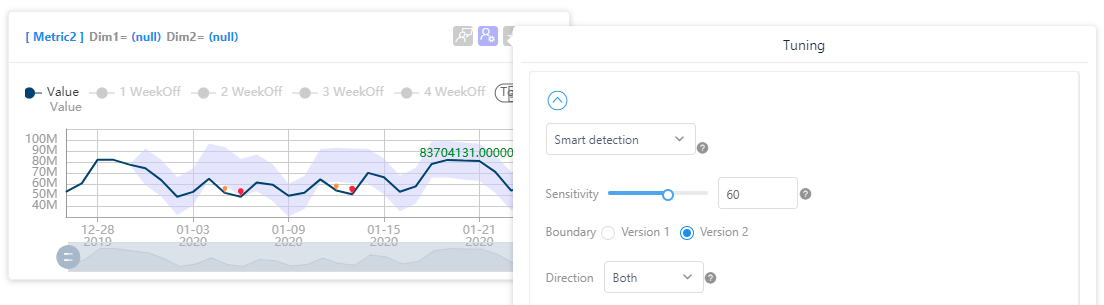 [ Metric2 ] Dim1= (null) Dim2= (null)
Value
1 WeekOff
2 WeekOff
3 WeekOff
4 WeekOff
Value
100M
90M
80M
70M
60M
50M
40M
83704131.00000
12-28
2019
01-03
2020
01-09
2020
01-15
2020
01-21
2020
Tuning
Smart detection
Sensitivity
60
Boundary
Version 1
Version 2
Direction
Both